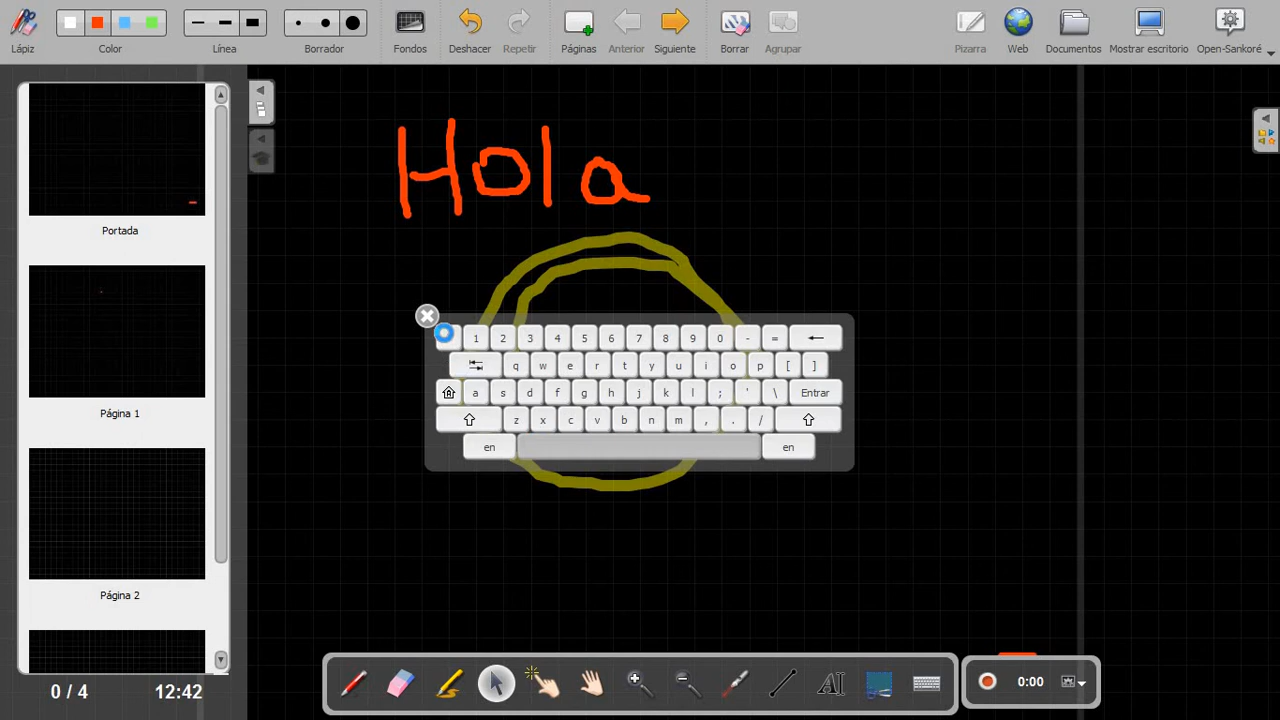 Lápiz Color Línea Borrador Fondos Deshacer Repetir Páginas Anterior Siguiente Borrar Agrupar Pizarra Web Documentos Mostrar escritorio Open-Sankoré
Hola
Portada
Página 1
Página 2
1 2 3 4 5 6 7 8 9 0 - =
q w e r t y u i o p [ ]
a s d f g h j k l ; ' \ Entrar
z x c v b n m , . /
en en
AI
0 / 4 12:42
0:00